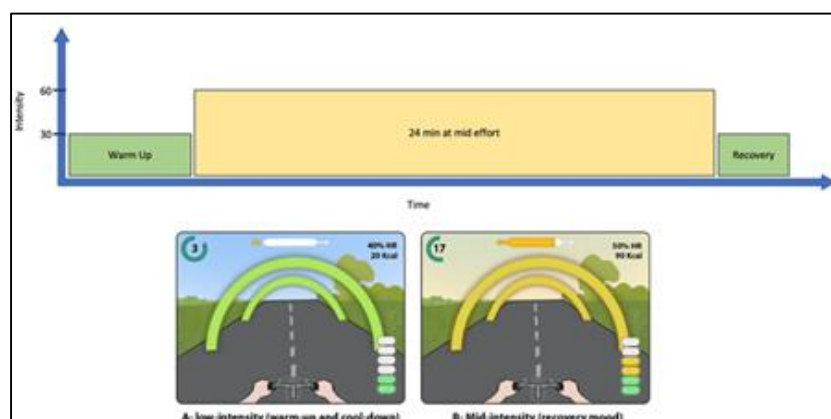 60
Intensity
30
24 min at mid effort
Warm Up
Recovery
Time
3
40% HR
20 Kcal
17
50% HR
90 Kcal
A: low-intensity (warm-up and cool-down)
B: Mid-intensity (recovery mood)